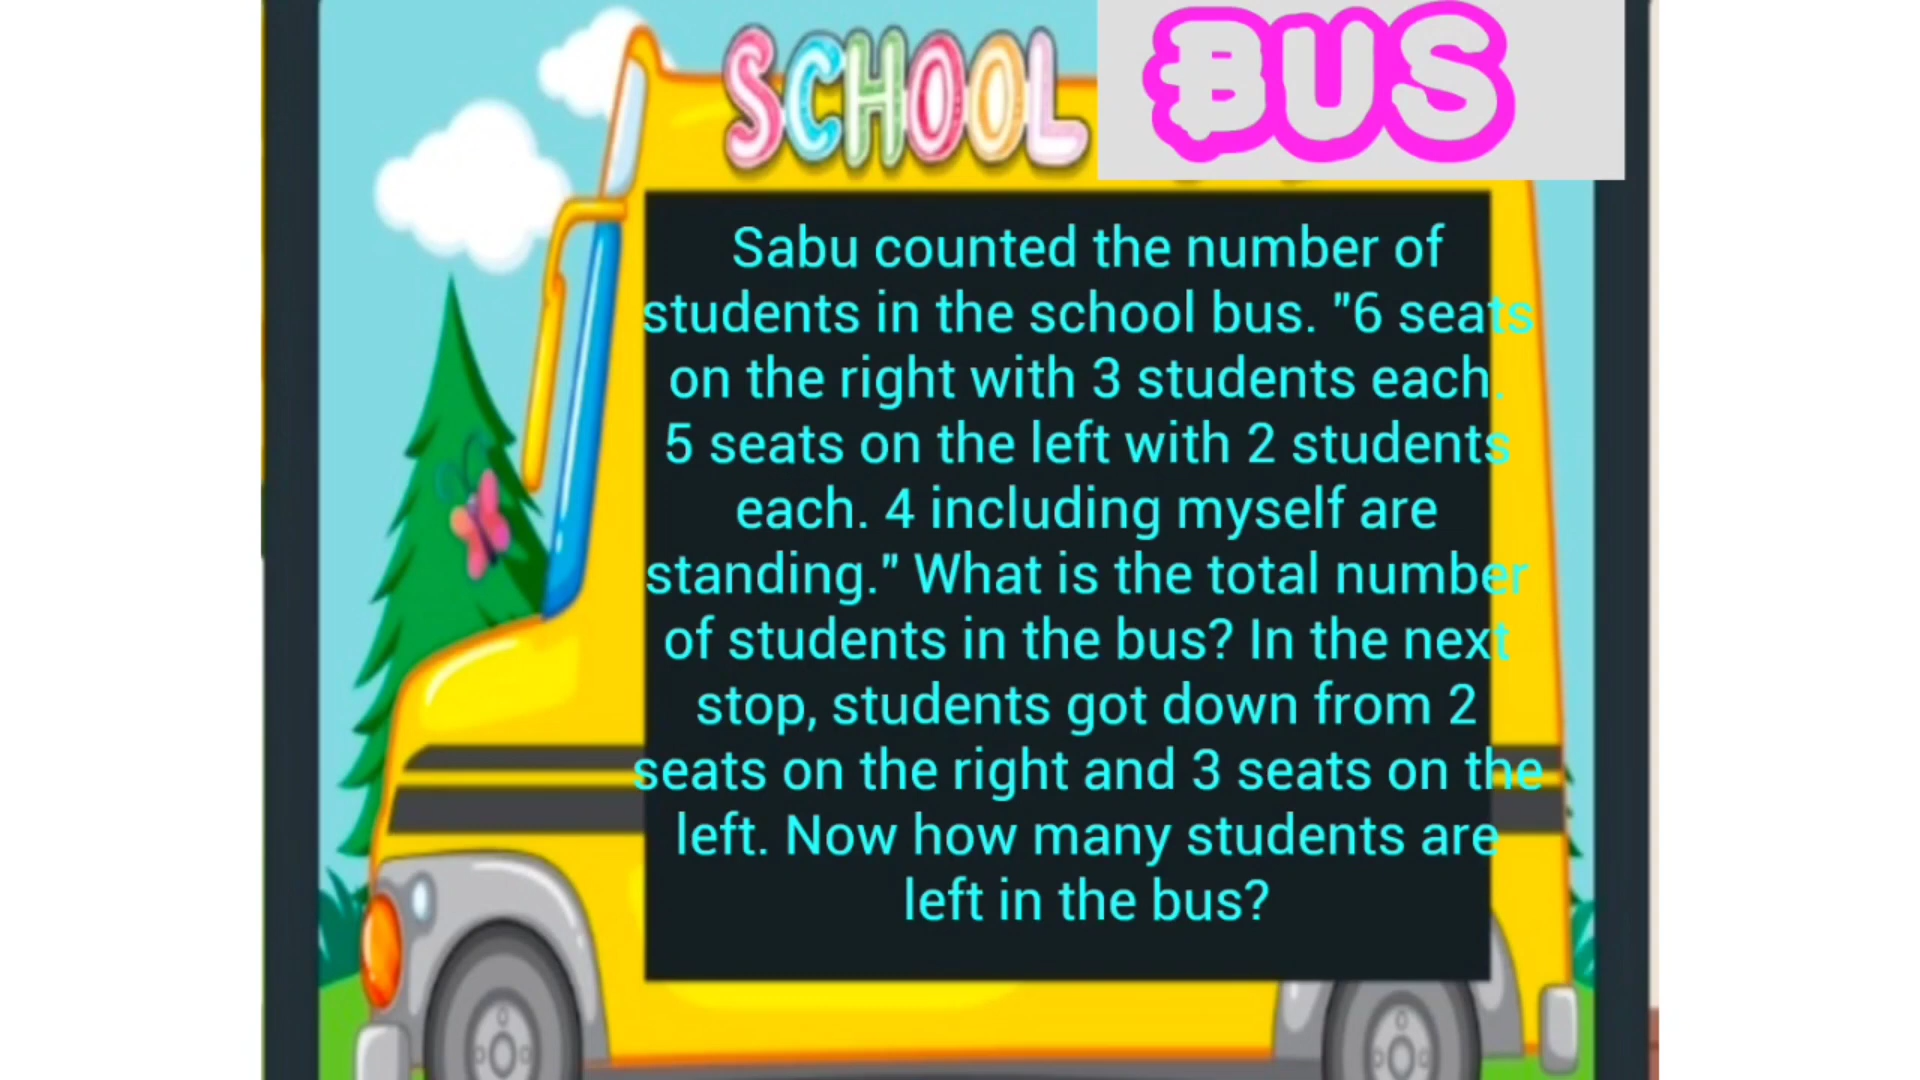 SCHOOL BUS
Sabu counted the number of
students in the school bus. "6 seats
on the right with 3 students each.
5 seats on the left with 2 students
each. 4 including myself are
standing." What is the total number
of students in the bus? In the next
stop, students got down from 2
seats on the right and 3 seats on the
left. Now how many students are
left in the bus?